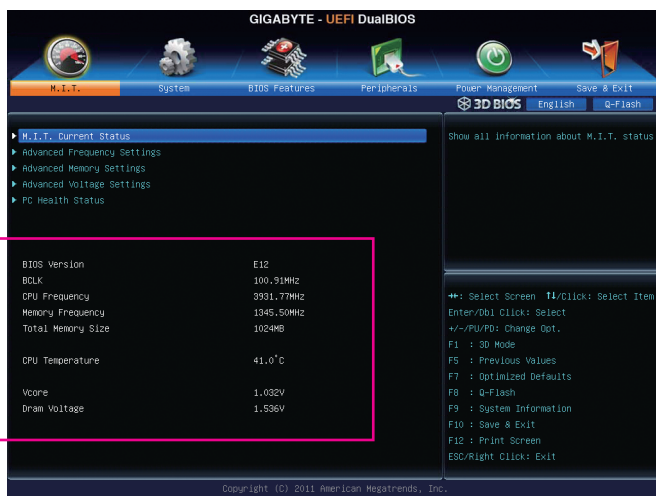 GIGABYTE - UEFI DualBIOS
M.I.T. System BIOS Features Peripherals Power Management Save & Exit
3D BIOS English Q-Flash
M.I.T. Current Status
Advanced Frequency Settings
Advanced Memory Settings
Advanced Voltage Settings
PC Health Status
Show all information about M.I.T. status
BIOS Version E12
BCLK 100.91MHz
CPU Frequency 3931.77MHz
Memory Frequency 1345.50MHz
Total Memory Size 1024MB
CPU Temperature 41.0°C
Vcore 1.032V
Dram Voltage 1.536V
↔: Select Screen ↑↓/Click: Select Item
Enter/Dbl Click: Select
+/-/PU/PD: Change Opt.
F1 : 3D Mode
F5 : Previous Values
F7 : Optimized Defaults
F8 : Q-Flash
F9 : System Information
F10 : Save & Exit
F12 : Print Screen
ESC/Right Click: Exit
Copyright (C) 2011 American Megatrends, Inc.